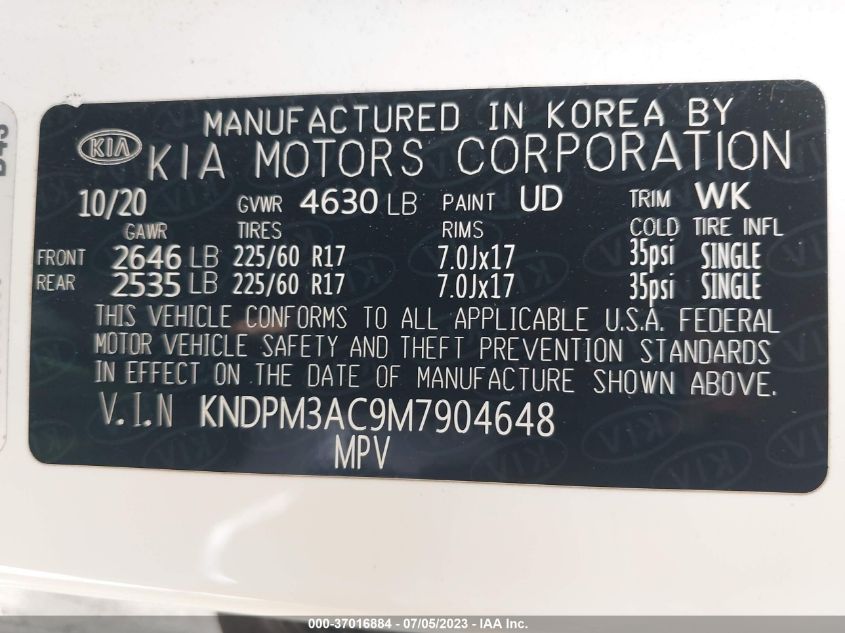 MANUFACTURED IN KOREA BY
KIA KIA MOTORS CORPORATION
10/20 GVWR 4630 LB PAINT UD TRIM WK
GAWR TIRES RIMS COLD TIRE INFL
FRONT 2646 LB 225/60 R17 7.0Jx17 35psi SINGLE
REAR 2535 LB 225/60 R17 7.0Jx17 35psi SINGLE
THIS VEHICLE CONFORMS TO ALL APPLICABLE U.S.A. FEDERAL
MOTOR VEHICLE SAFETY AND THEFT PREVENTION STANDARDS
IN EFFECT ON THE DATE OF MANUFACTURE SHOWN ABOVE.
V.I.N KNDPM3AC9M7904648
MPV
000-37016884 - 07/05/2023 - IAA Inc.